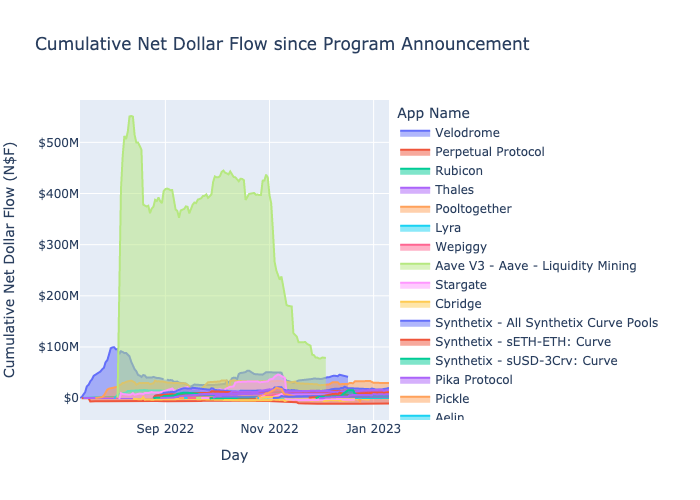 Cumulative Net Dollar Flow since Program Announcement
Cumulative Net Dollar Flow (N$F)
$500M
$400M
$300M
$200M
$100M
$0
Sep 2022
Nov 2022
Jan 2023
Day
App Name
Velodrome
Perpetual Protocol
Rubicon
Thales
Pooltogether
Lyra
Wepiggy
Aave V3 - Aave - Liquidity Mining
Stargate
Cbridge
Synthetix - All Synthetix Curve Pools
Synthetix - sETH-ETH: Curve
Synthetix - sUSD-3Crv: Curve
Pika Protocol
Pickle
Aelin